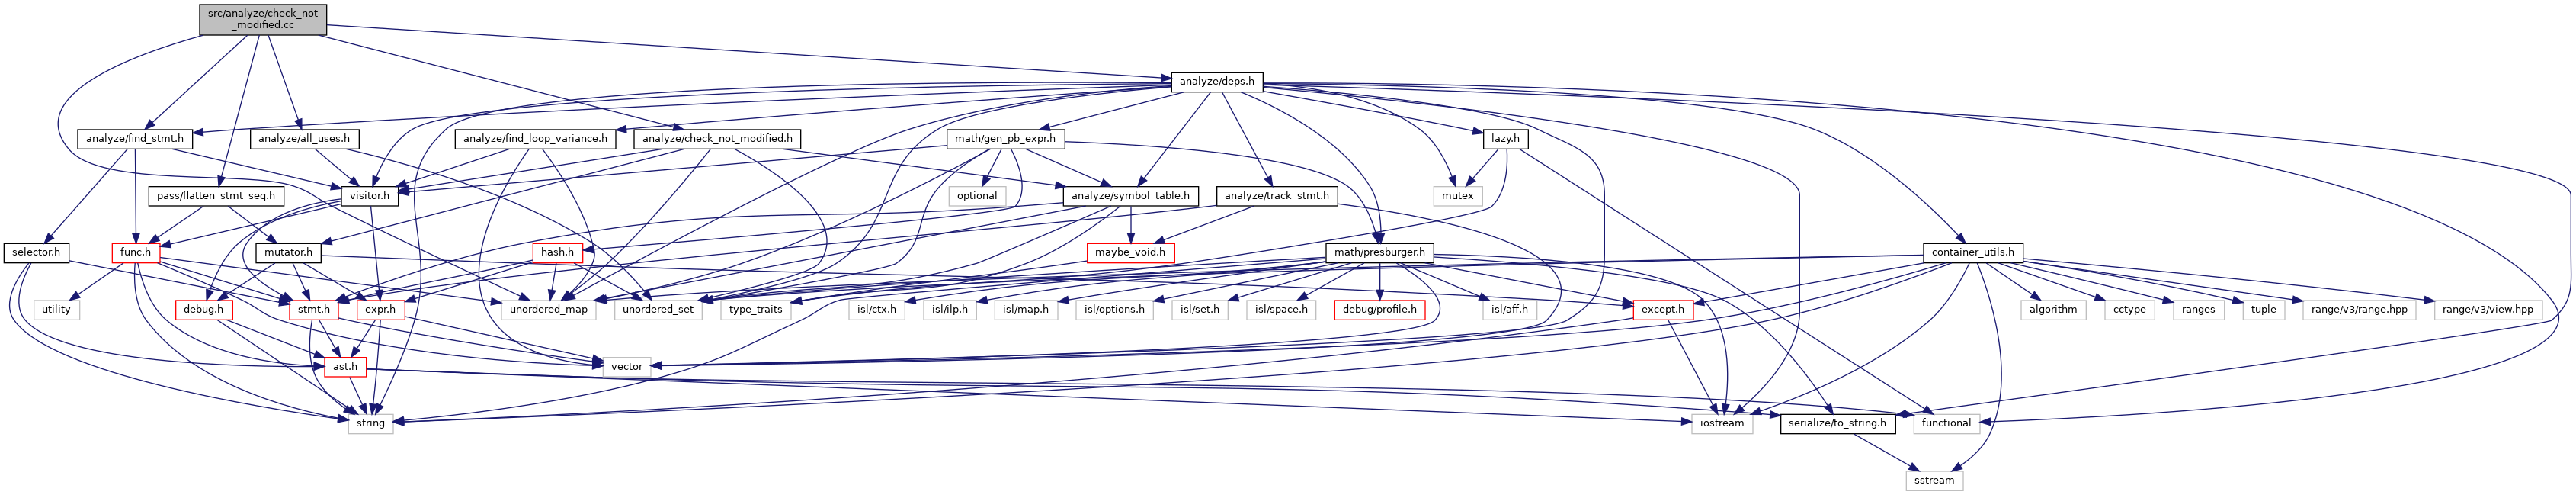 src/analyze/check_not
_modified.cc
analyze/deps.h
analyze/find_stmt.h
analyze/all_uses.h
analyze/find_loop_variance.h
analyze/check_not_modified.h
math/gen_pb_expr.h
lazy.h
pass/flatten_stmt_seq.h
visitor.h
optional
analyze/symbol_table.h
analyze/track_stmt.h
mutex
selector.h
func.h
mutator.h
hash.h
maybe_void.h
math/presburger.h
container_utils.h
utility
debug.h
stmt.h
expr.h
unordered_map
unordered_set
type_traits
isl/ctx.h
isl/ilp.h
isl/map.h
isl/options.h
isl/set.h
isl/space.h
debug/profile.h
isl/aff.h
except.h
algorithm
cctype
ranges
tuple
range/v3/range.hpp
range/v3/view.hpp
ast.h
vector
string
iostream
serialize/to_string.h
functional
sstream